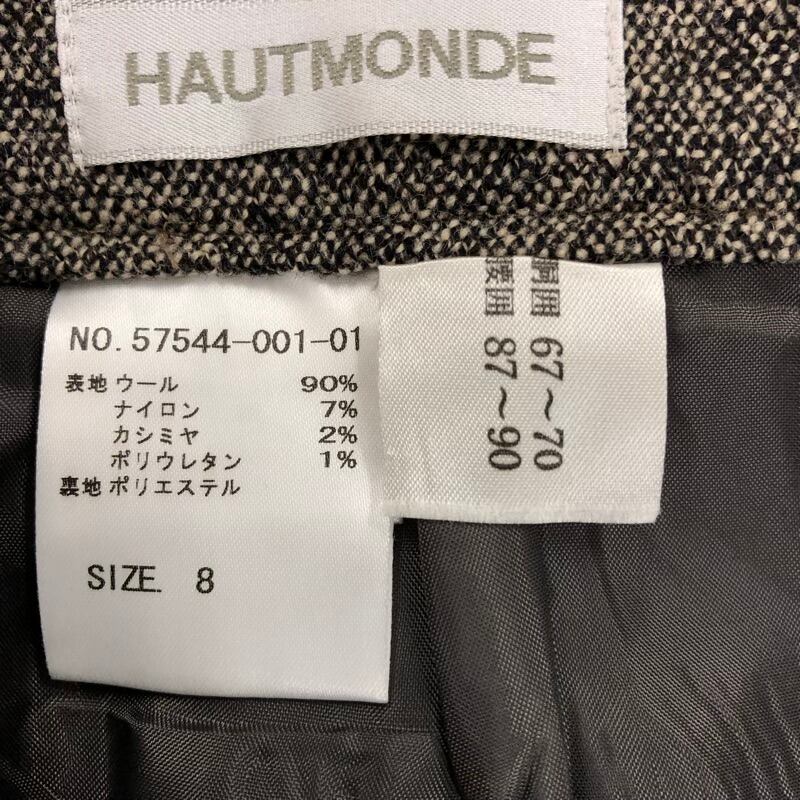 HAUTMONDE
NO. 57544-001-01
表地 ウール 90%
ナイロン 7%
カシミヤ 2%
ポリウレタン 1%
裏地 ポリエステル
SIZE. 8
胴囲 67〜70
腰囲 87〜90